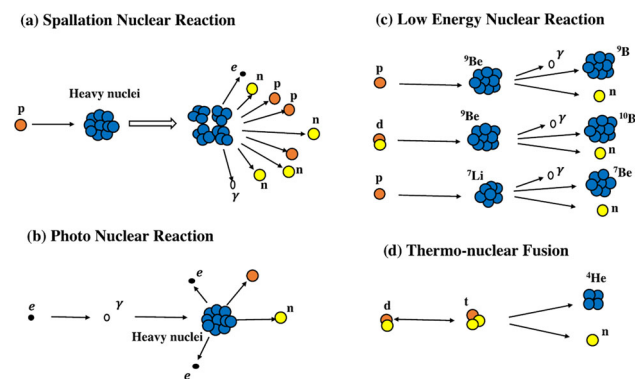 (a) Spallation Nuclear Reaction
e
n
p
Heavy nuclei
p
p
n
n
n
γ
(b) Photo Nuclear Reaction
e
e
γ
n
Heavy nuclei
e
(c) Low Energy Nuclear Reaction
p
⁹Be
γ
⁹B
n
d
⁹Be
γ
¹⁰B
n
p
⁷Li
γ
⁷Be
n
(d) Thermo-nuclear Fusion
d
t
⁴He
n